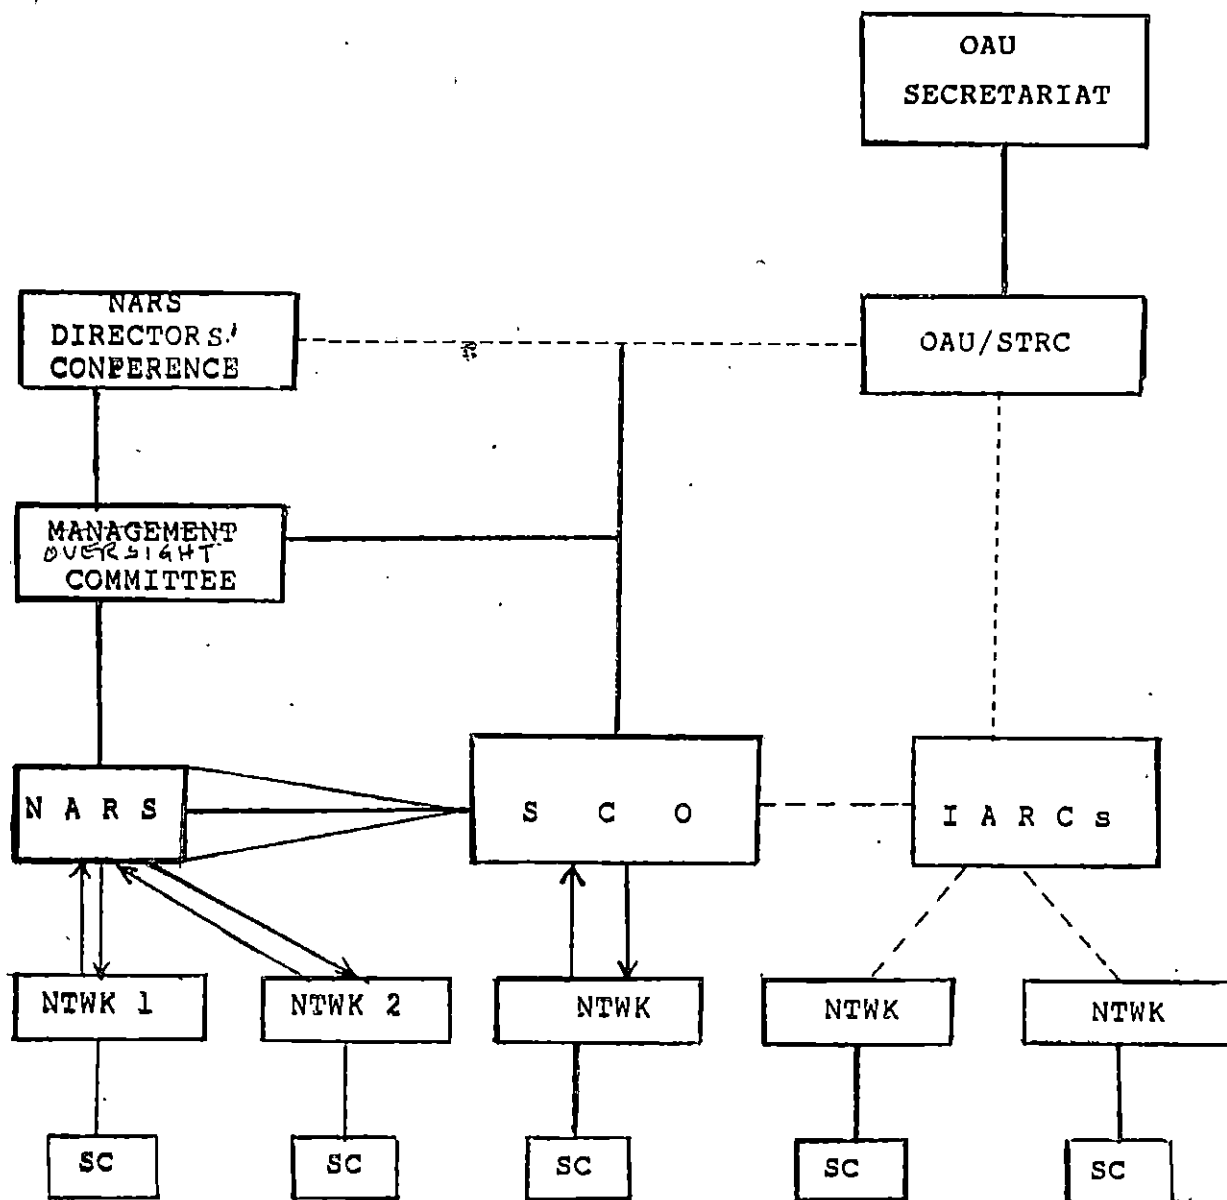 OAU
SECRETARIAT
NARS
DIRECTORS'
CONFERENCE
OAU/STRC
MANAGEMENT
OVERSIGHT
COMMITTEE
N A R S
S C O
I A R C s
NTWK 1
NTWK 2
NTWK
NTWK
NTWK
SC
SC
SC
SC
SC